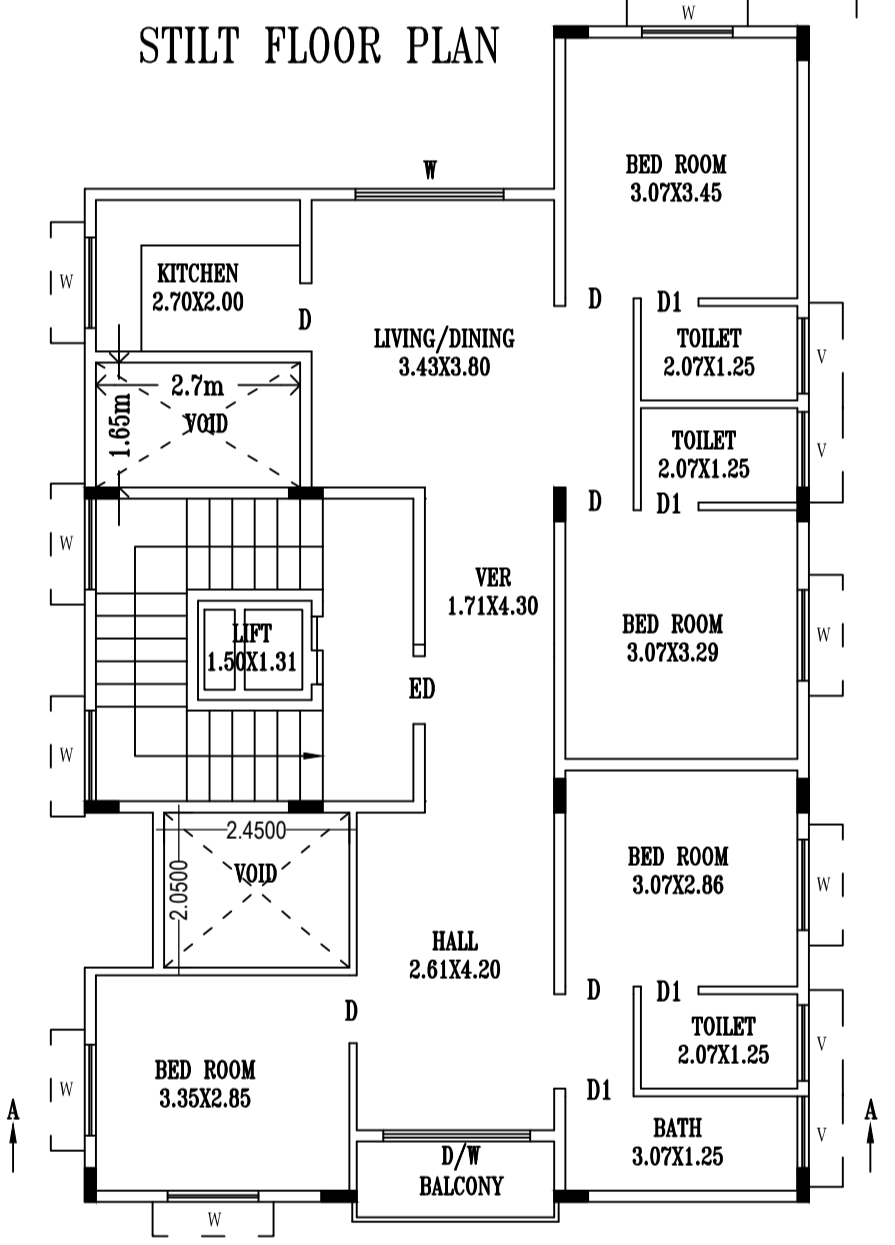 W
STILT FLOOR PLAN
BED ROOM
3.07X3.45
W
W
KITCHEN
2.70X2.00
D
LIVING/DINING
3.43X3.80
D
D1
TOILET
2.07X1.25
V
2.7m
1.65m
VOID
TOILET
2.07X1.25
V
D
D1
W
VER
1.71X4.30
BED ROOM
3.07X3.29
W
LIFT
1.50X1.31
ED
W
2.4500
2.0500
VOID
BED ROOM
3.07X2.86
W
HALL
2.61X4.20
D
D
D1
TOILET
2.07X1.25
V
BED ROOM
3.35X2.85
W
D1
A
A
BATH
3.07X1.25
V
D/W
BALCONY
W